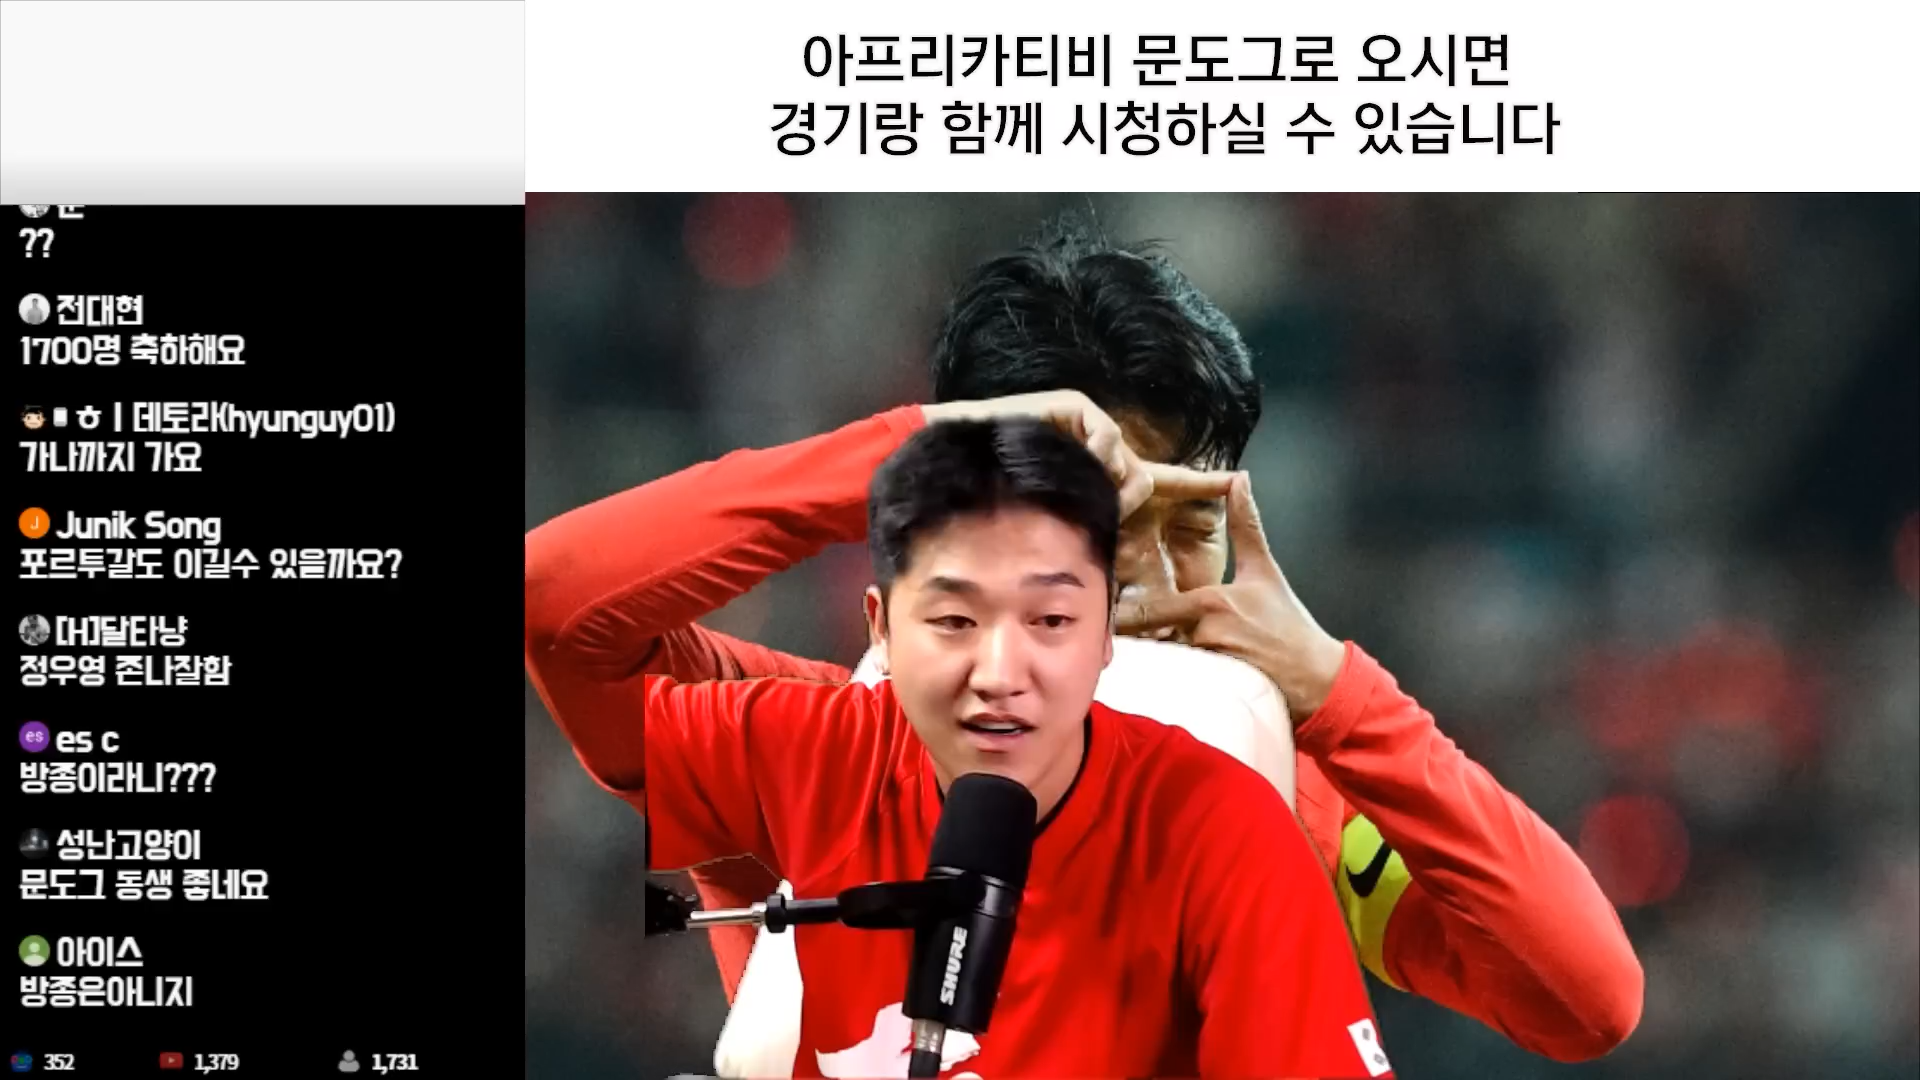 아프리카티비 문도그로 오시면
경기랑 함께 시청하실 수 있습니다
??
전대현
1700명 축하해요
ㅎㅣ데토라(hyunguy01)
가나까지 가요
J
Junik Song
포르투갈도 이길수 있을까요?
[H]달타냥
정우영 존나잘함
es
es c
방종이라니???
성난고양이
문도그 동생 좋네요
아이스
방종은아니지
352
1,379
1,731
SHURE